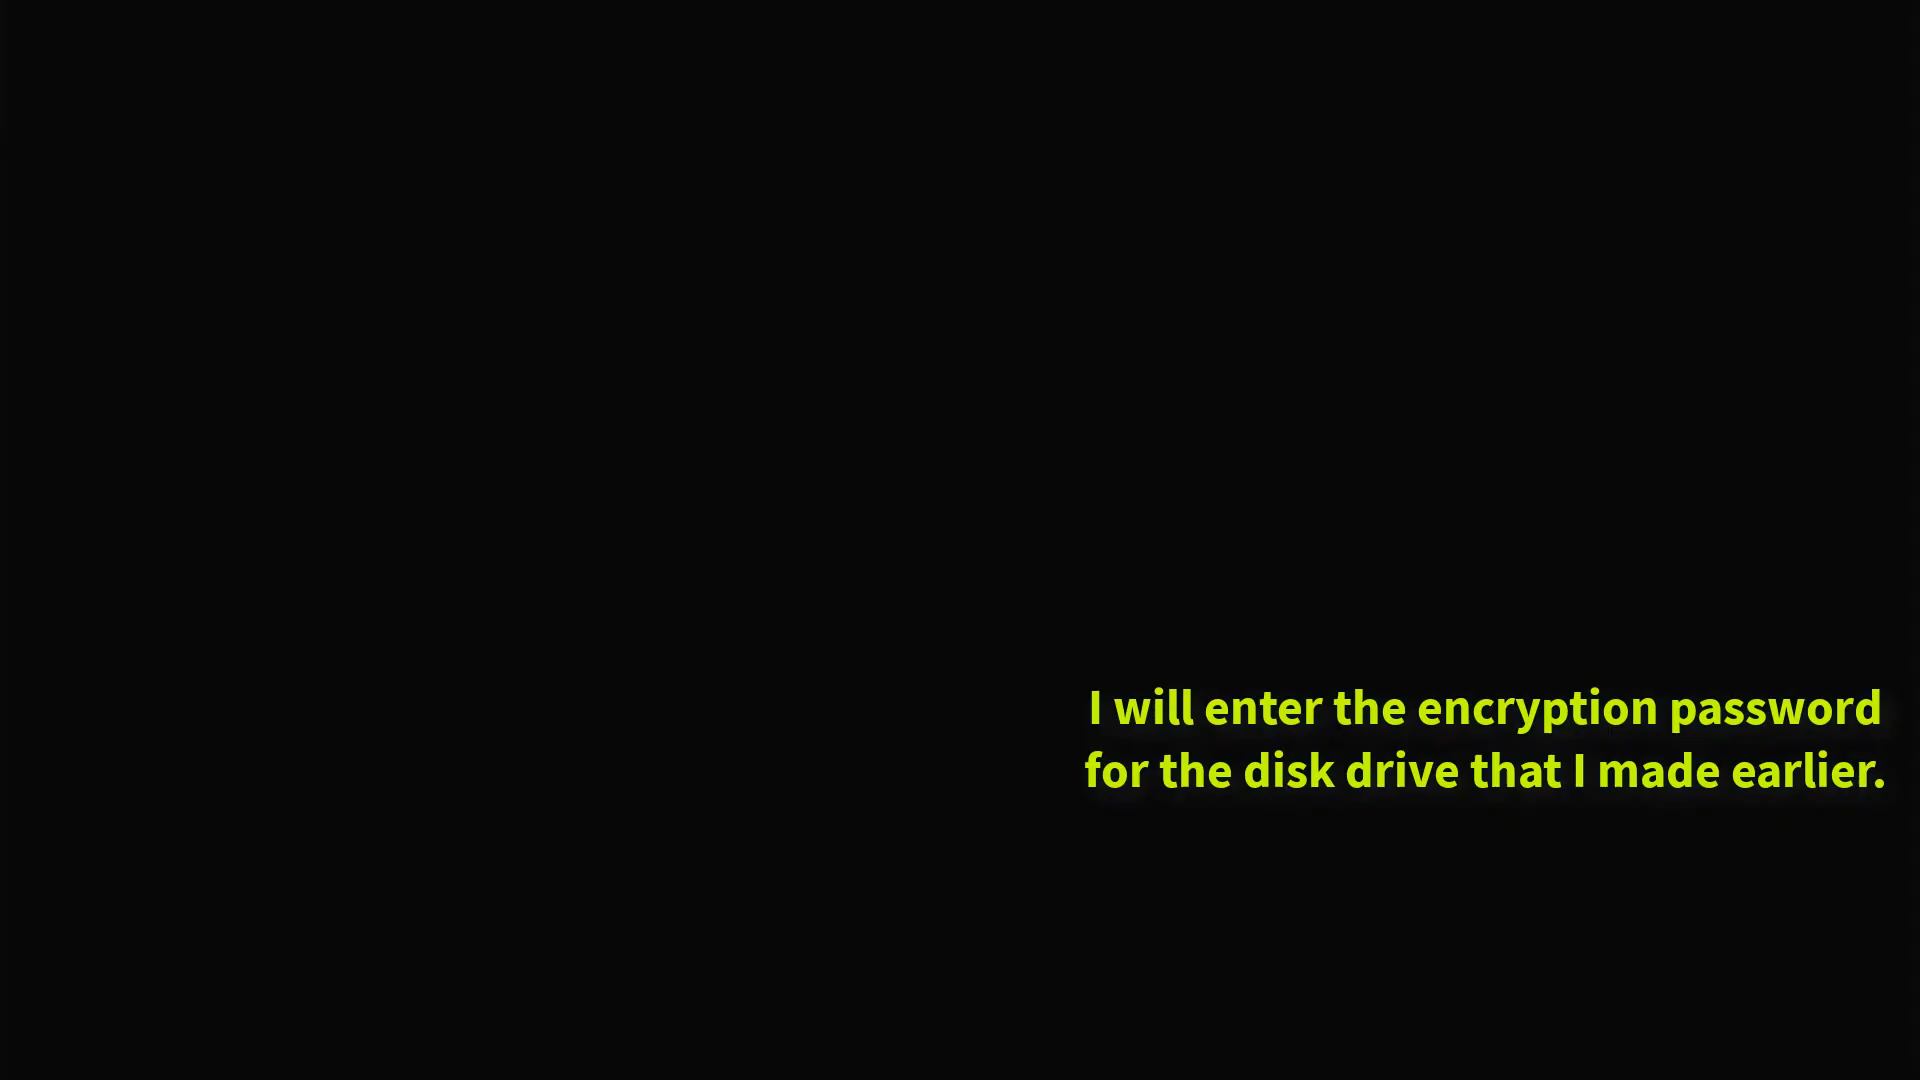 I will enter the encryption password
for the disk drive that I made earlier.